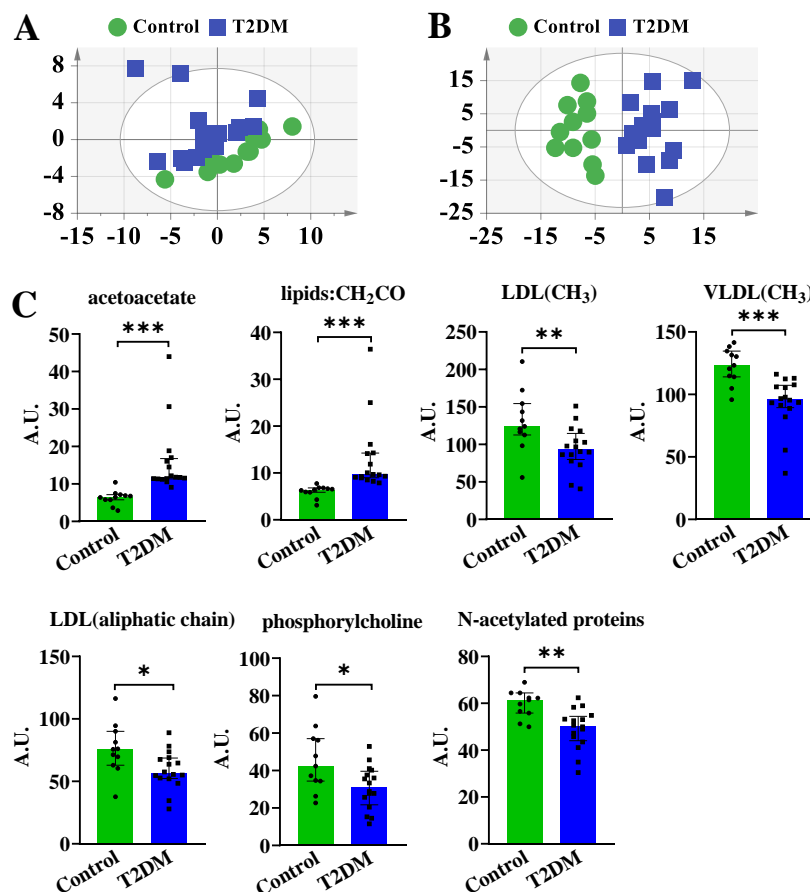 A
Control
T2DM
8
4
0
-4
-8
-15
-10
-5
0
5
10
15
B
Control
T2DM
15
5
-5
-15
-25
-25
-15
-5
5
15
C
acetoacetate
***
A.U.
50
40
30
20
10
0
Control
T2DM
lipids:CH₂CO
***
A.U.
40
30
20
10
0
Control
T2DM
LDL(CH₃)
**
A.U.
250
200
150
100
50
0
Control
T2DM
VLDL(CH₃)
***
A.U.
150
100
50
0
Control
T2DM
LDL(aliphatic chain)
*
A.U.
150
100
75
50
0
Control
T2DM
phosphorylcholine
*
A.U.
100
80
60
40
20
0
Control
T2DM
N-acetylated proteins
**
A.U.
80
60
40
20
0
Control
T2DM